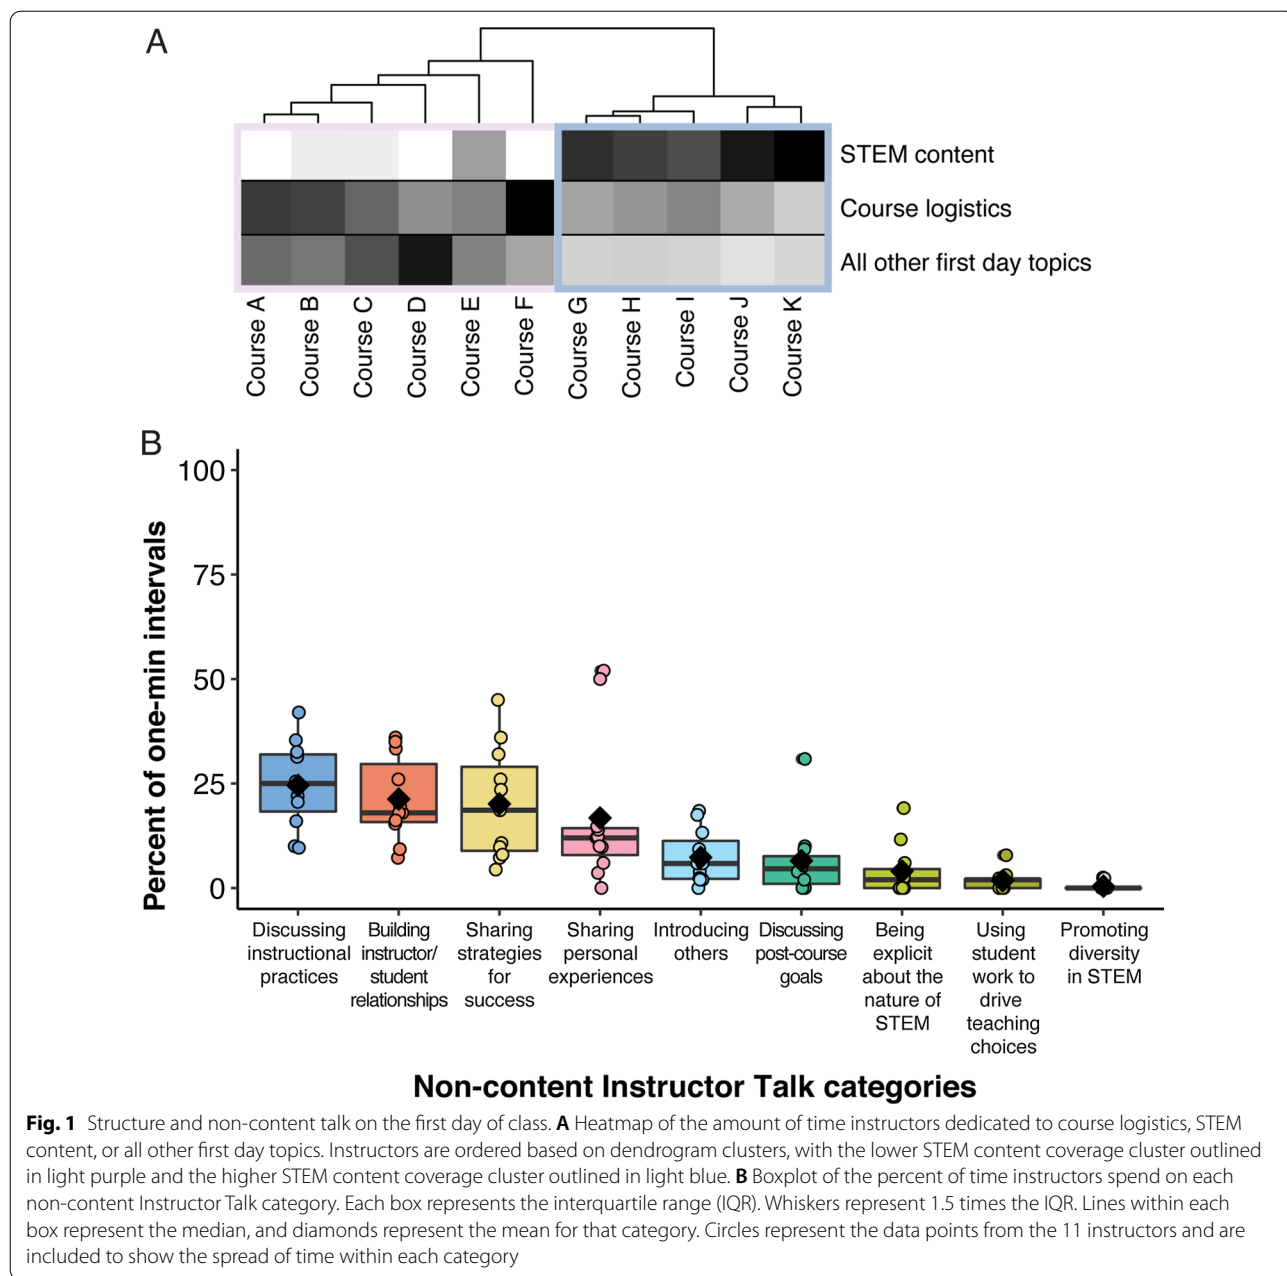 A
STEM content
Course logistics
All other first day topics
Course A
Course B
Course C
Course D
Course E
Course F
Course G
Course H
Course I
Course J
Course K
B
Percent of one-min intervals
100
75
50
25
0
Discussing
instructional
practices
Building
instructor/
student
relationships
Sharing
strategies
for
success
Sharing
personal
experiences
Introducing
others
Discussing
post-course
goals
Being
explicit
about the
nature of
STEM
Using
student
work to
drive
teaching
choices
Promoting
diversity
in STEM
Non-content Instructor Talk categories
Fig. 1 Structure and non-content talk on the first day of class. A Heatmap of the amount of time instructors dedicated to course logistics, STEM
content, or all other first day topics. Instructors are ordered based on dendrogram clusters, with the lower STEM content coverage cluster outlined
in light purple and the higher STEM content coverage cluster outlined in light blue. B Boxplot of the percent of time instructors spend on each
non-content Instructor Talk category. Each box represents the interquartile range (IQR). Whiskers represent 1.5 times the IQR. Lines within each
box represent the median, and diamonds represent the mean for that category. Circles represent the data points from the 11 instructors and are
included to show the spread of time within each category